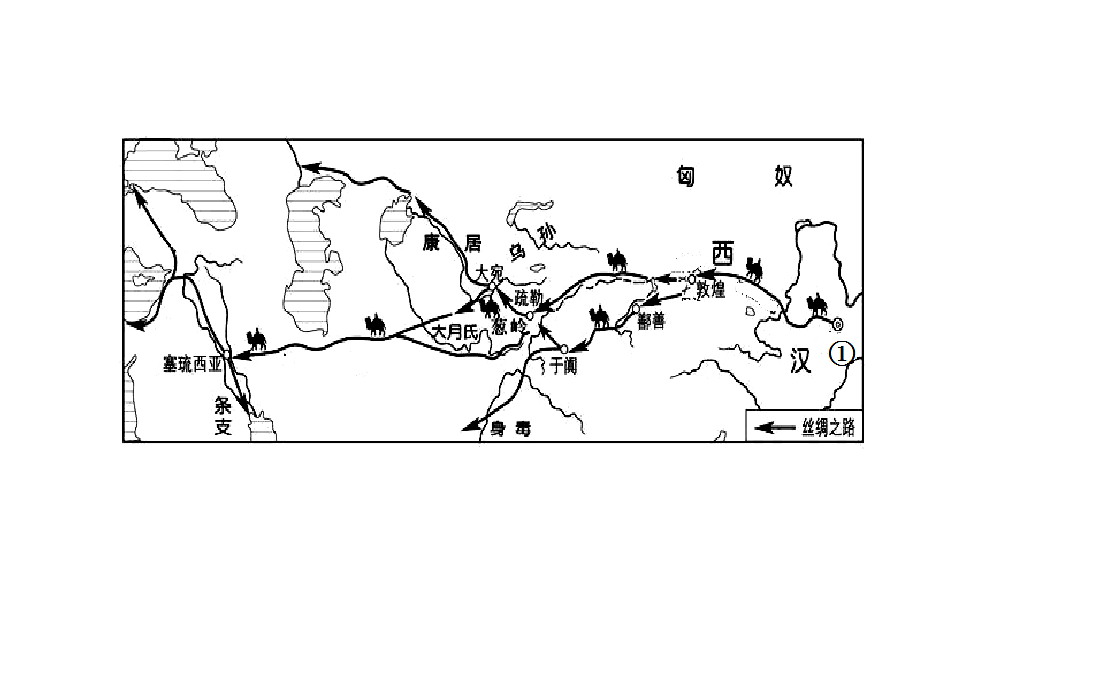 匈 奴
西
康 居
乌 孙
大宛
敦煌
疏勒
葱岭
鄯善
大月氏
于阗
①
汉
塞琉西亚
条支
身 毒
丝绸之路